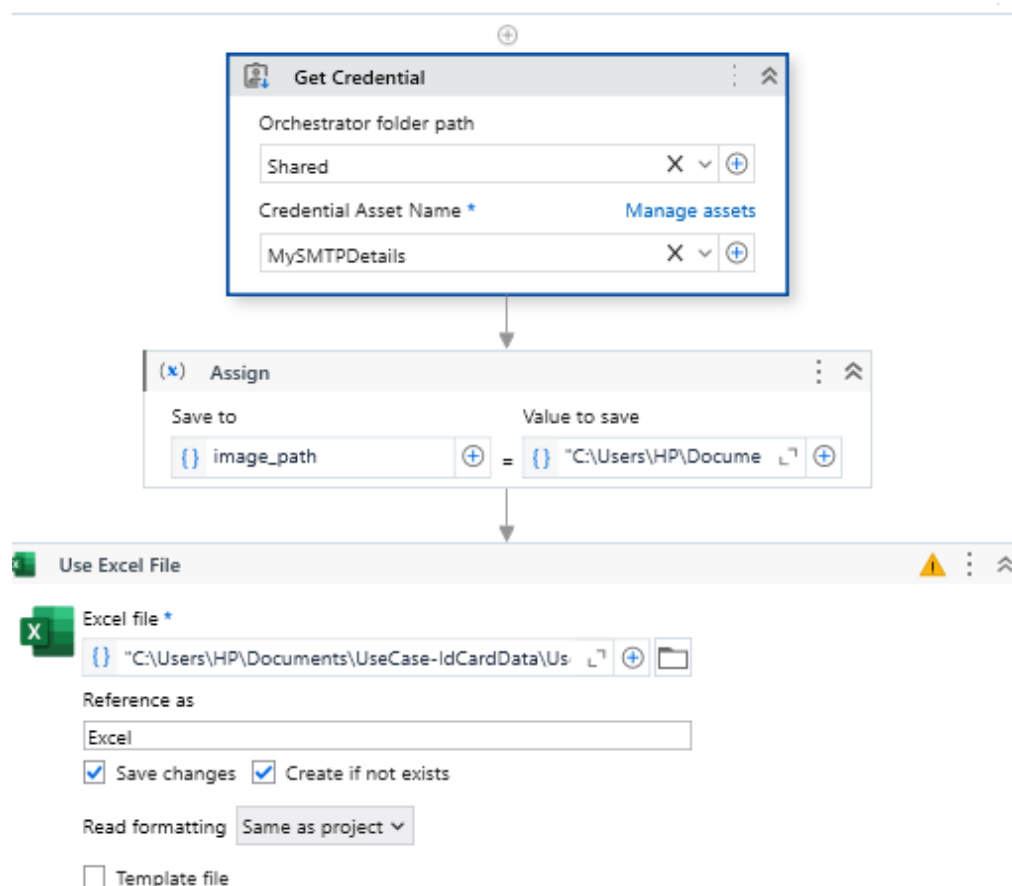 Get Credential
Orchestrator folder path
Shared
Credential Asset Name * Manage assets
MySMTPDetails
(x) Assign
Save to Value to save
{} image_path = {} "C:\Users\HP\Docume
Use Excel File
Excel file *
{} "C:\Users\HP\Documents\UseCase-IdCardData\Us
Reference as
Excel
Save changes Create if not exists
Read formatting Same as project
Template file